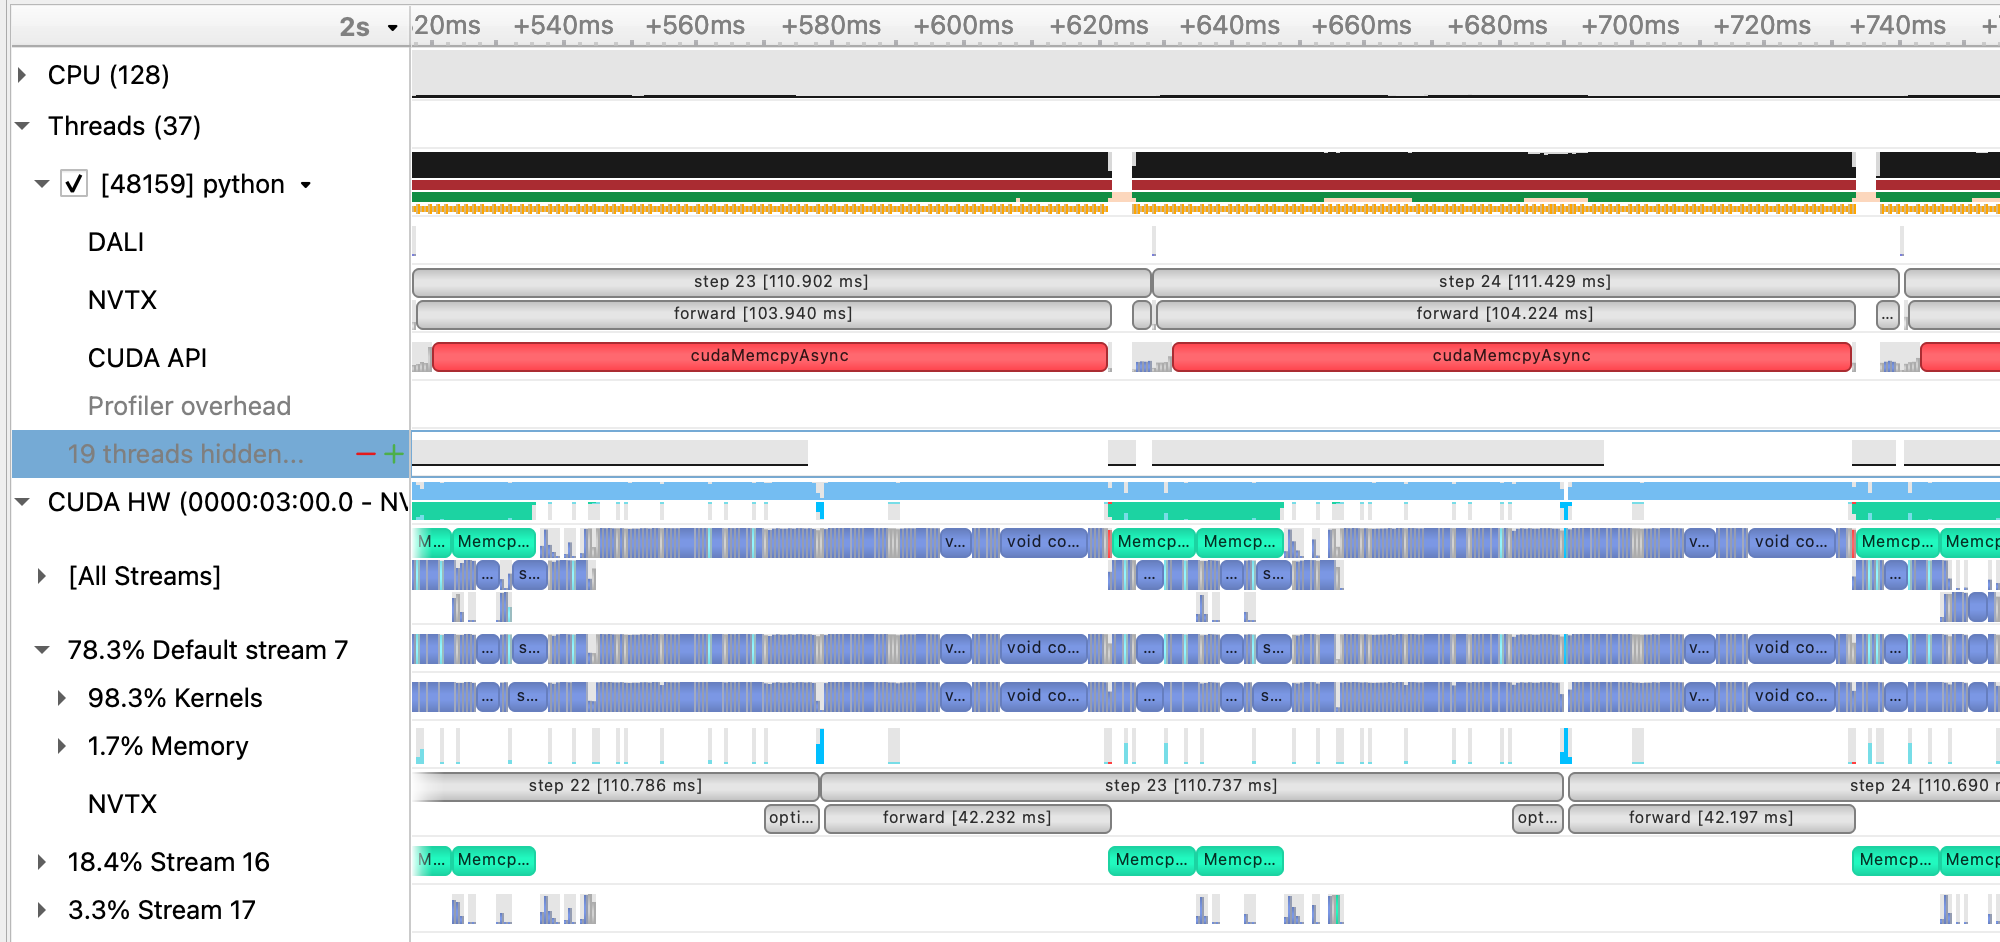 2s 20ms +540ms +560ms +580ms +600ms +620ms +640ms +660ms +680ms +700ms +720ms +740ms
CPU (128)
Threads (37)
[48159] python
DALI
NVTX step 23 [110.902 ms] step 24 [111.429 ms]
forward [103.940 ms] forward [104.224 ms] ...
CUDA API cudaMemcpyAsync cudaMemcpyAsync
Profiler overhead
19 threads hidden... − +
CUDA HW (0000:03:00.0 - NV
M... Memcp... v... void co... Memcp... Memcp... v... void co... Memcp... Memcp
[All Streams] ... s... ... ... s... ...
78.3% Default stream 7 ... s... v... void co... ... ... s... v... void co... ...
98.3% Kernels ... s... v... void co... ... ... s... v... void co... ...
1.7% Memory
NVTX step 22 [110.786 ms] step 23 [110.737 ms] step 24 [110.690
opti... forward [42.232 ms] opt... forward [42.197 ms]
18.4% Stream 16 M... Memcp... Memcp... Memcp... Memcp... Memcp
3.3% Stream 17